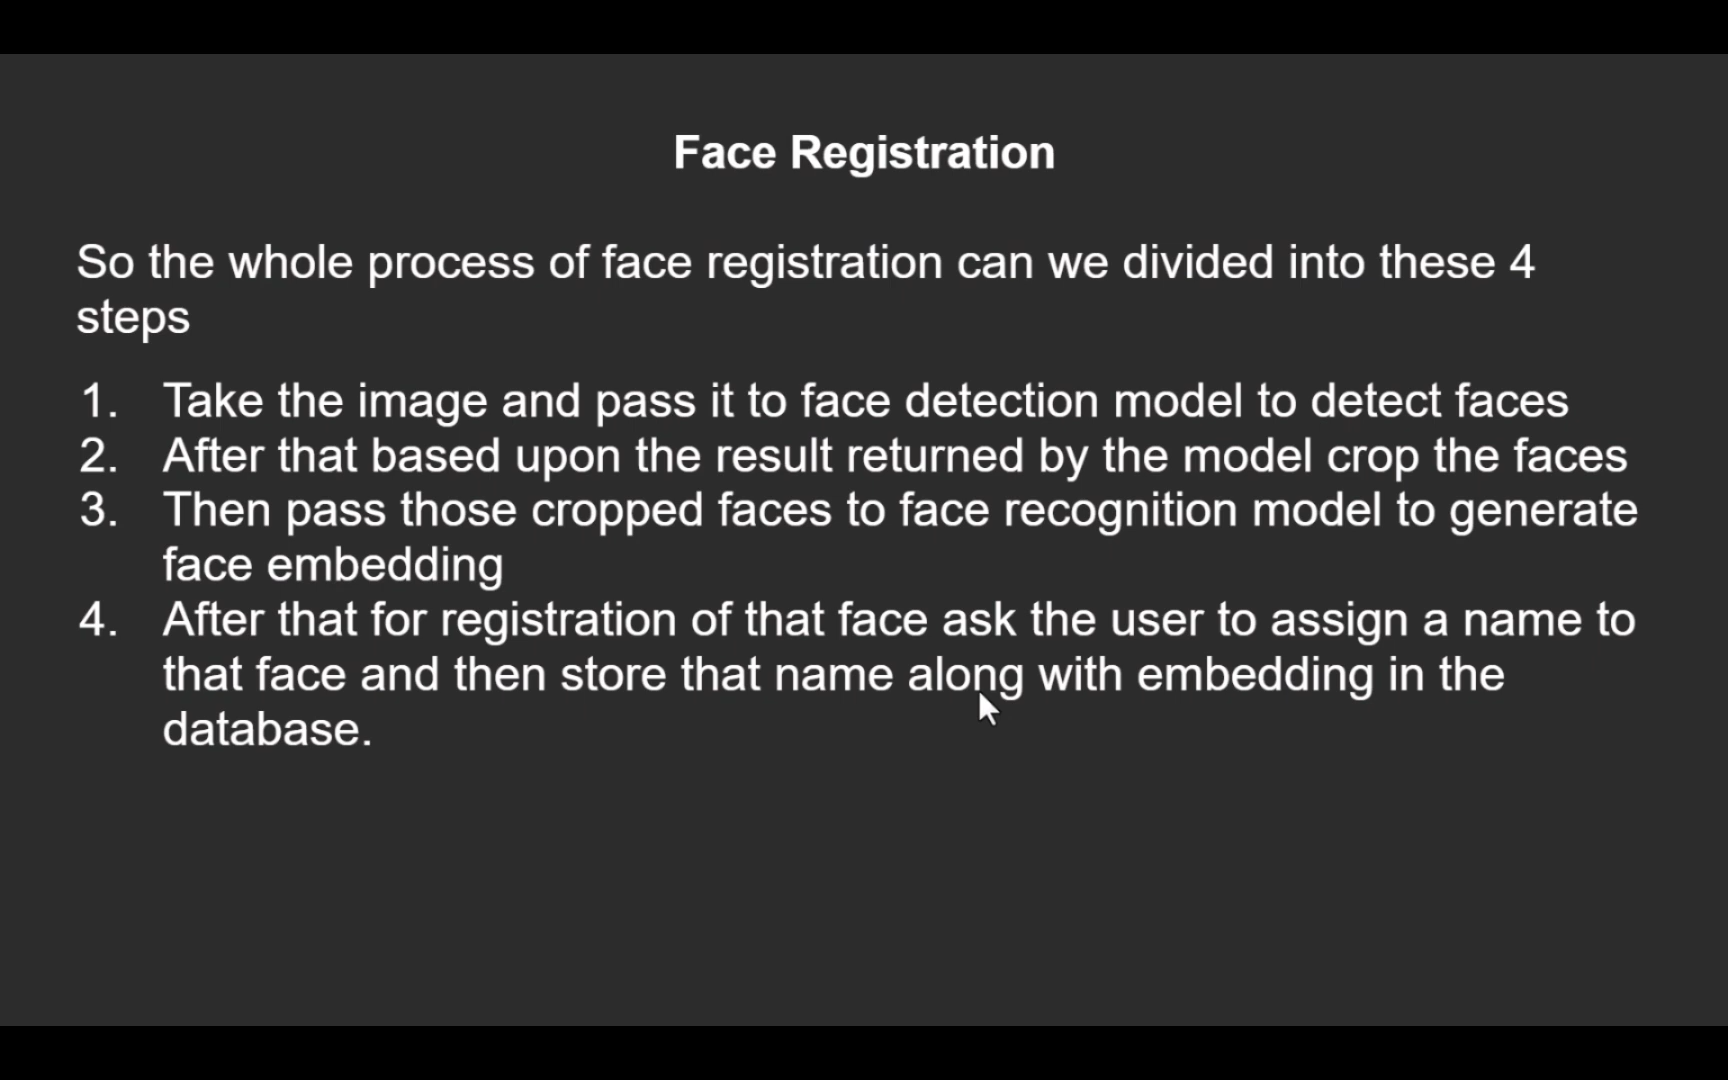 Face Registration
So the whole process of face registration can we divided into these 4
steps
1. Take the image and pass it to face detection model to detect faces
2. After that based upon the result returned by the model crop the faces
3. Then pass those cropped faces to face recognition model to generate
face embedding
4. After that for registration of that face ask the user to assign a name to
that face and then store that name along with embedding in the
database.